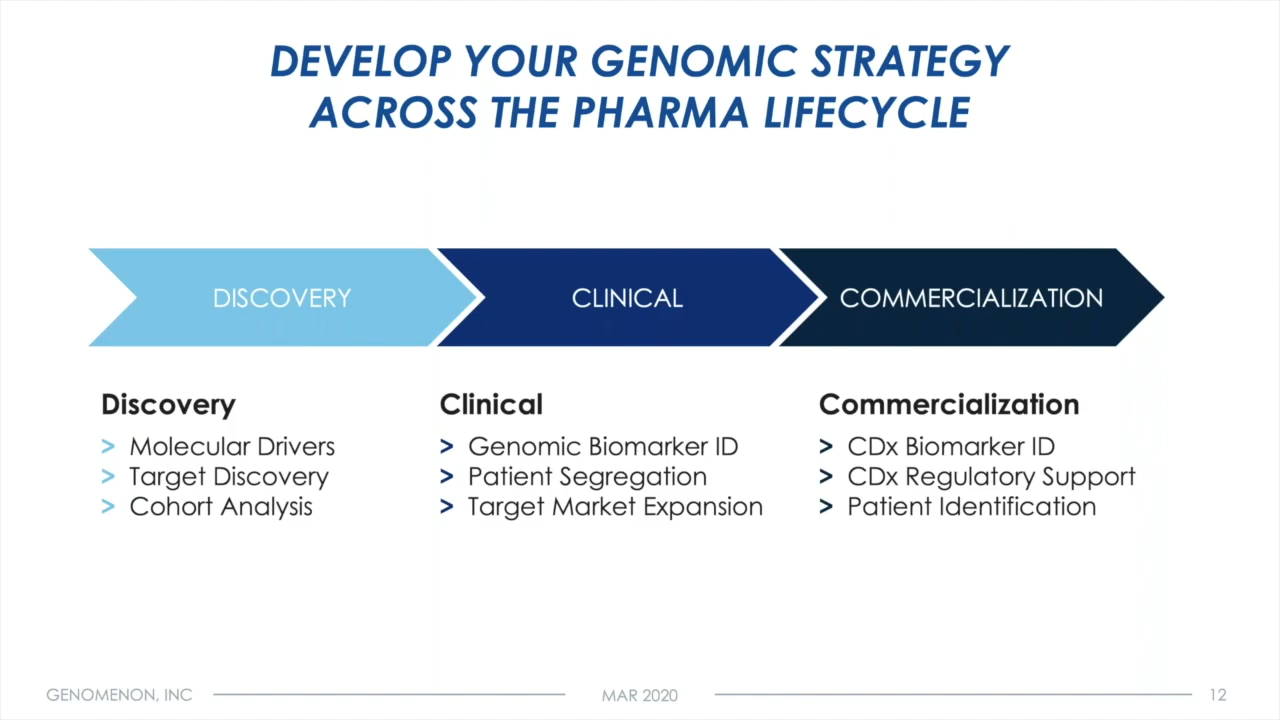 DEVELOP YOUR GENOMIC STRATEGY
ACROSS THE PHARMA LIFECYCLE
DISCOVERY
CLINICAL
COMMERCIALIZATION
Discovery
> Molecular Drivers
> Target Discovery
> Cohort Analysis
Clinical
> Genomic Biomarker ID
> Patient Segregation
> Target Market Expansion
Commercialization
> CDx Biomarker ID
> CDx Regulatory Support
> Patient Identification
GENOMENON, INC
MAR 2020
12